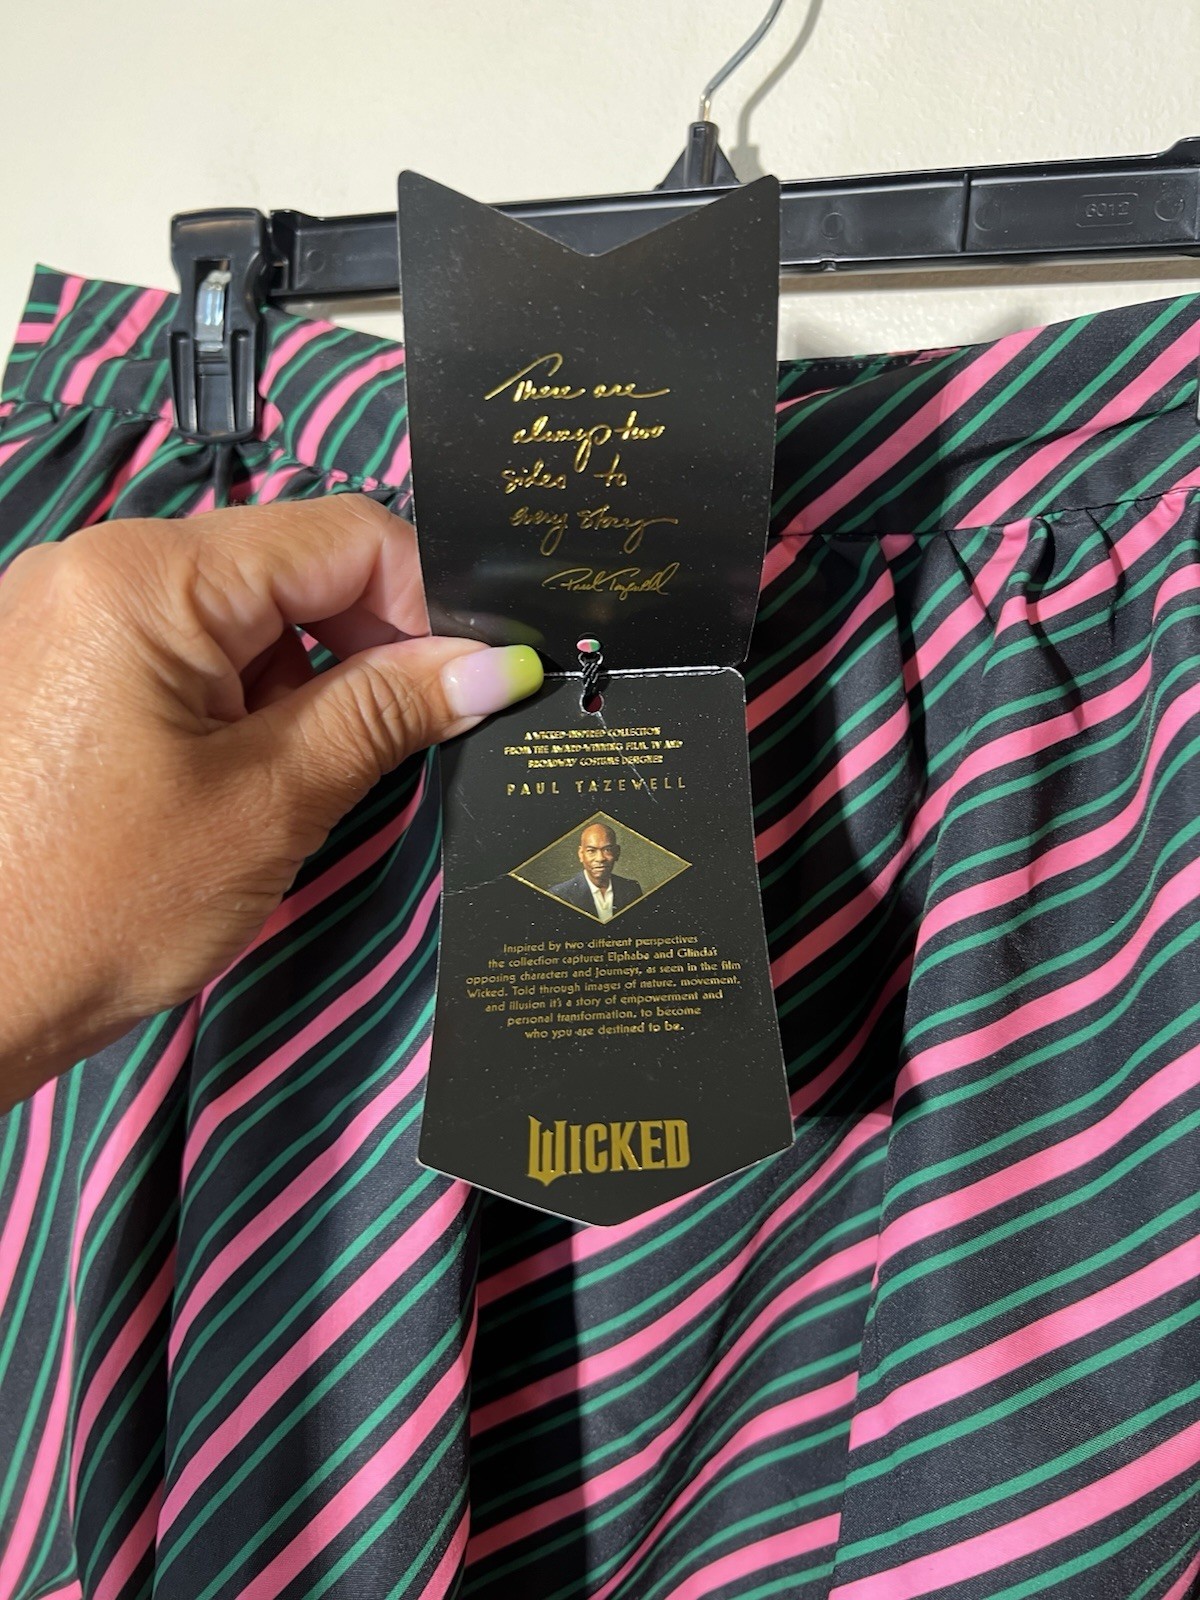 6012
There are
always two
sides to
every story
Paul Tazewell
A WICKED-INSPIRED COLLECTION
FROM THE AWARD-WINNING FILM, TV AND
BROADWAY COSTUME DESIGNER
PAUL TAZEWELL
Inspired by two different perspectives
the collection captures Elphaba and Glinda's
opposing characters and Journeys, as seen in the film
Wicked. Told through images of nature, movement,
and illusion it's a story of empowerment and
personal transformation, to become
who you are destined to be.
WICKED